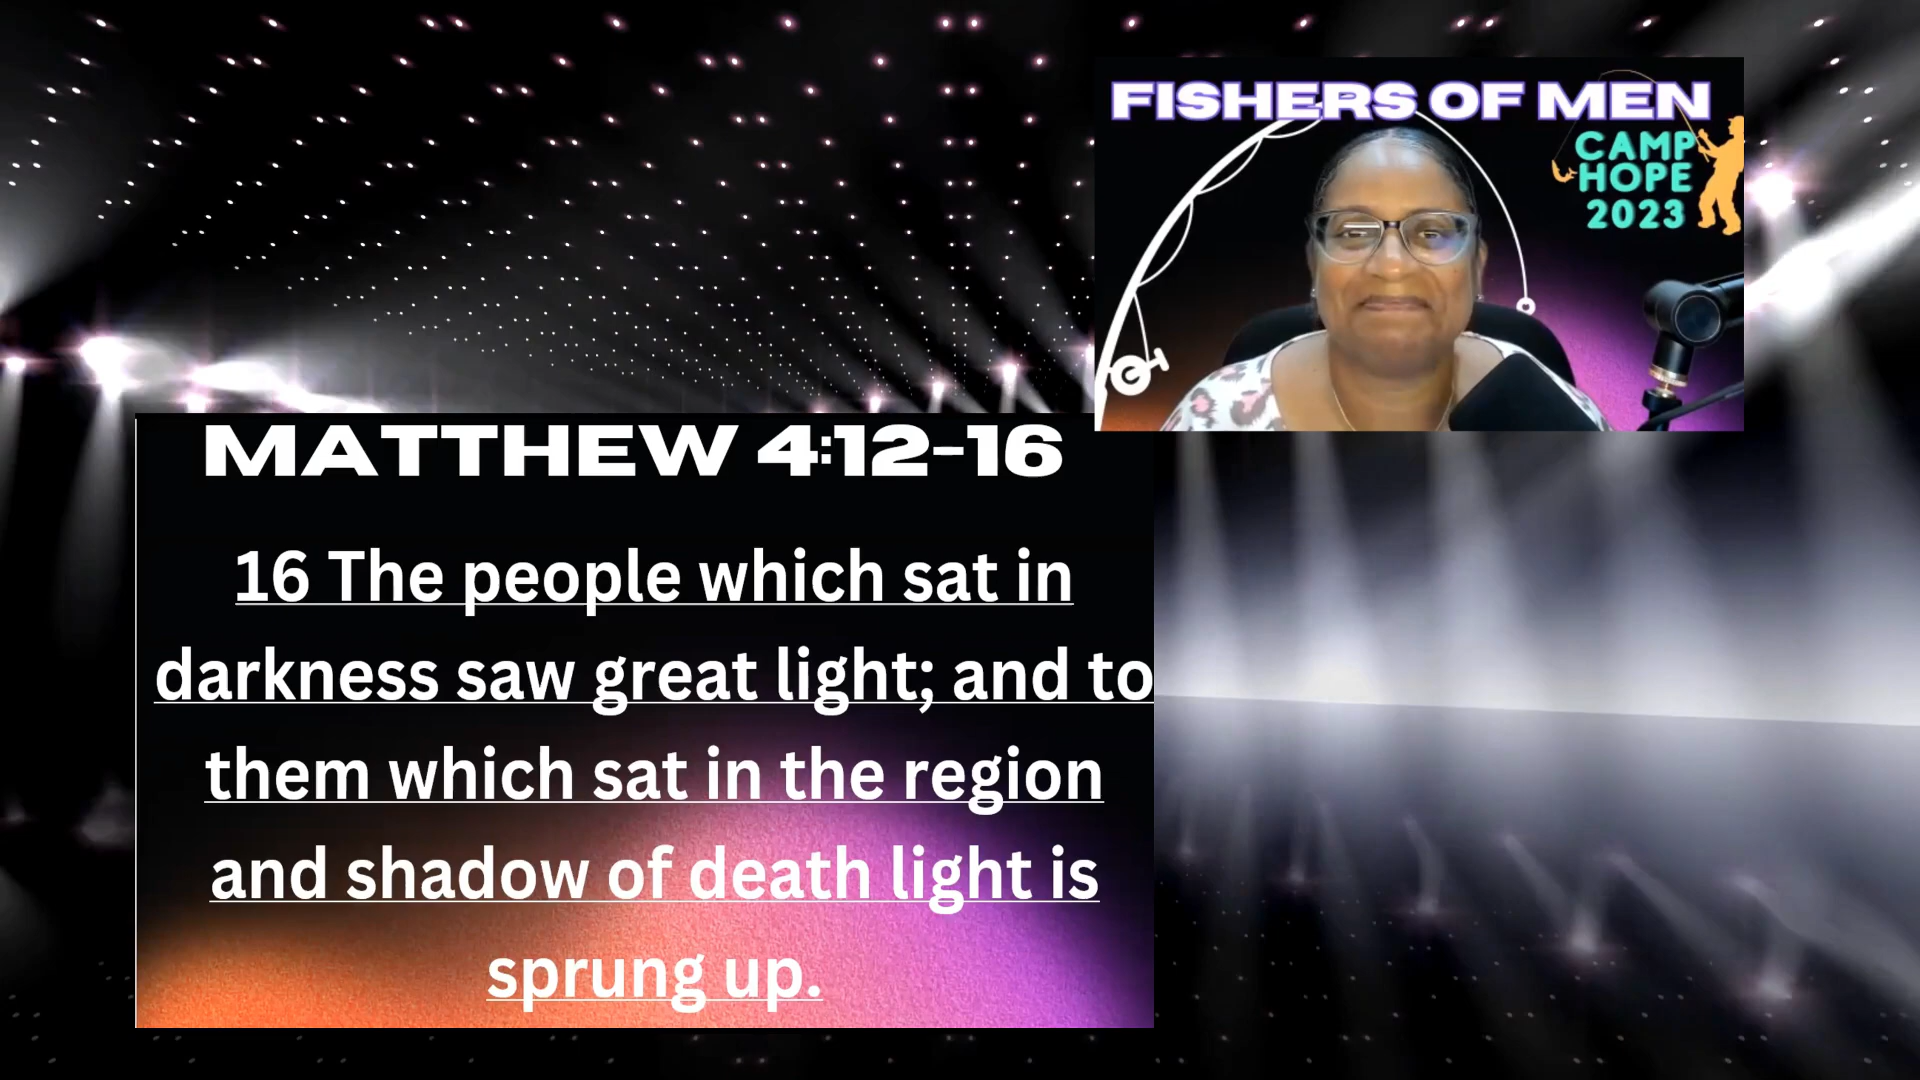 FISHERS OF MEN
CAMP
HOPE
2023
MATTHEW 4:12-16
16 The people which sat in
darkness saw great light; and to
them which sat in the region
and shadow of death light is
sprung up.